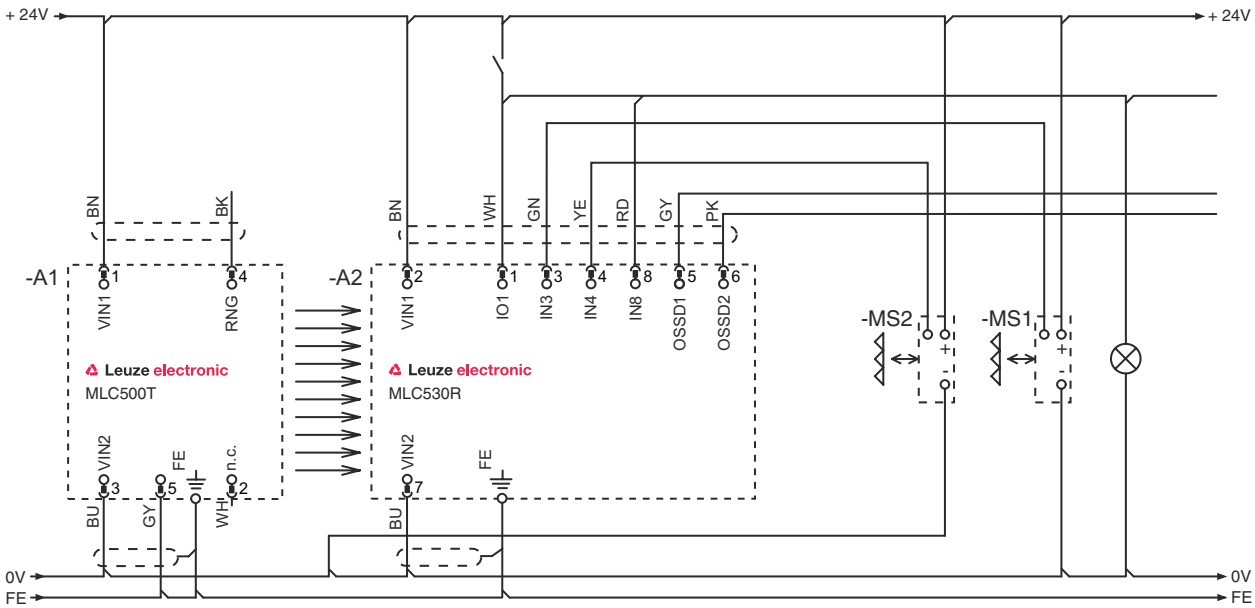 + 24V
+ 24V
BN
BK
BN
WH
GN
YE
RD
GY
PK
-A1
1
4
-A2
2
1
3
4
8
5
6
VIN1
RNG
VIN1
IO1
IN3
IN4
IN8
OSSD1
OSSD2
-MS2
-MS1
+
-
+
-
Leuze electronic
MLC500T
Leuze electronic
MLC530R
VIN2
FE
n.c.
VIN2
FE
3
5
2
7
BU
GY
WH
BU
0V
0V
FE
FE